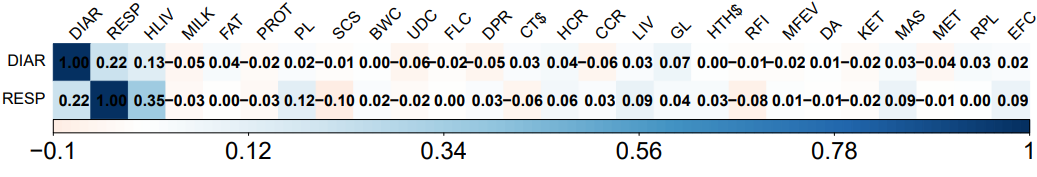 DIAR RESP HLIV MILK FAT PROT PL SCS BWC UDC FLC DPR CT$ HCR CCR LIV GL HTH$ RFI MFEV DA KET MAS MET RPL EFC
DIAR 1.00 0.22 0.13 −0.05 0.04 −0.02 0.02 −0.01 0.00 −0.06 −0.02 −0.05 0.03 0.04 −0.06 0.03 0.07 0.00 −0.01 −0.02 0.01 −0.02 0.03 −0.04 0.03 0.02
RESP 0.22 1.00 0.35 −0.03 0.00 −0.03 0.12 −0.10 0.02 −0.02 0.00 0.03 −0.06 0.06 0.03 0.09 0.04 0.03 −0.08 0.01 −0.01 −0.02 0.09 −0.01 0.00 0.09
−0.1 0.12 0.34 0.56 0.78 1